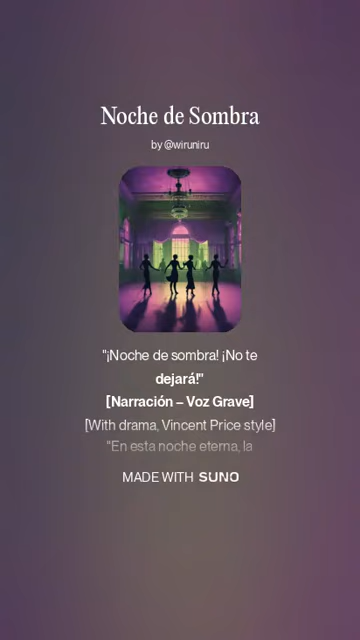 Noche de Sombra
by @wiruniru
"¡Noche de sombra! ¡No te
dejará!"
[Narración – Voz Grave]
[With drama, Vincent Price style]
"En esta noche eterna, la
MADE WITH SUNO